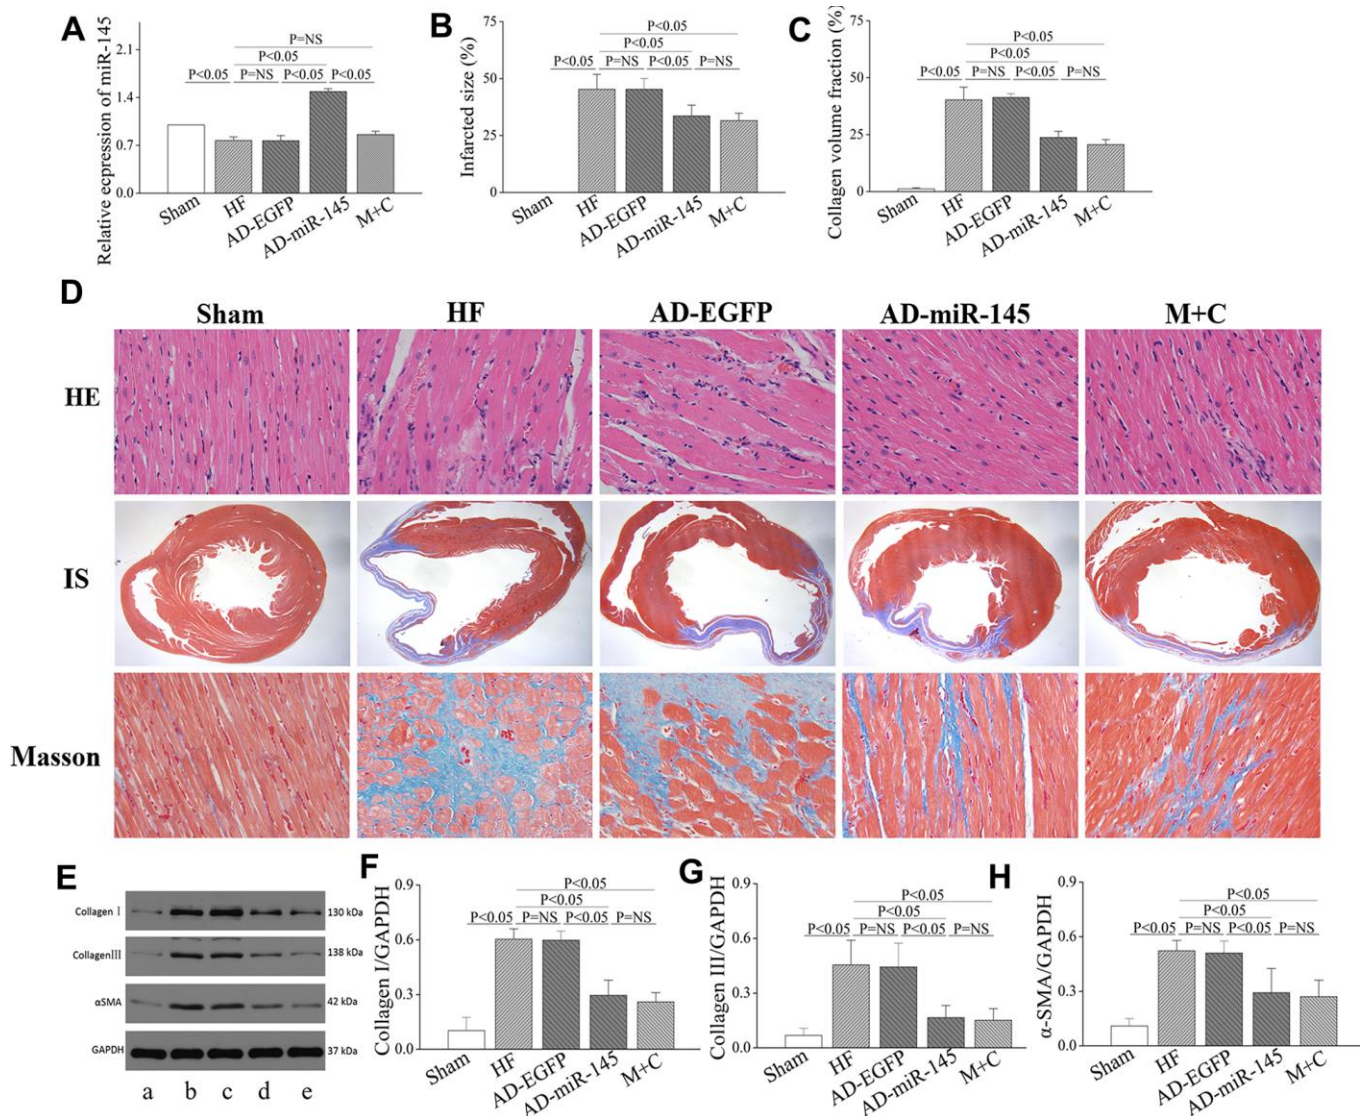 A
Relative ecpression of miR-145
2.1
1.4
0.7
0.0
P=NS
P<0.05
P<0.05 P=NS P<0.05 P<0.05
Sham HF AD-EGFP AD-miR-145 M+C
B
Infarcted size (%)
75
50
25
0
P<0.05
P<0.05
P<0.05 P=NS P<0.05 P=NS
Sham HF AD-EGFP AD-miR-145 M+C
C
Collagen volume fraction (%)
75
50
25
0
P<0.05
P<0.05
P<0.05 P=NS P<0.05 P=NS
Sham HF AD-EGFP AD-miR-145 M+C
D
Sham HF AD-EGFP AD-miR-145 M+C
HE
IS
Masson
E
Collagen Ⅰ 130 kDa
CollagenⅢ 138 kDa
αSMA 42 kDa
GAPDH 37 kDa
a b c d e
F
Collagen I/GAPDH
0.9
0.6
0.3
0.0
P<0.05
P<0.05
P<0.05 P=NS P<0.05 P=NS
Sham HF AD-EGFP AD-miR-145 M+C
G
Collagen III/GAPDH
0.9
0.6
0.3
0.0
P<0.05
P<0.05
P<0.05 P=NS P<0.05 P=NS
Sham HF AD-EGFP AD-miR-145 M+C
H
α-SMA/GAPDH
0.9
0.6
0.3
0.0
P<0.05
P<0.05
P<0.05 P=NS P<0.05 P=NS
Sham HF AD-EGFP AD-miR-145 M+C